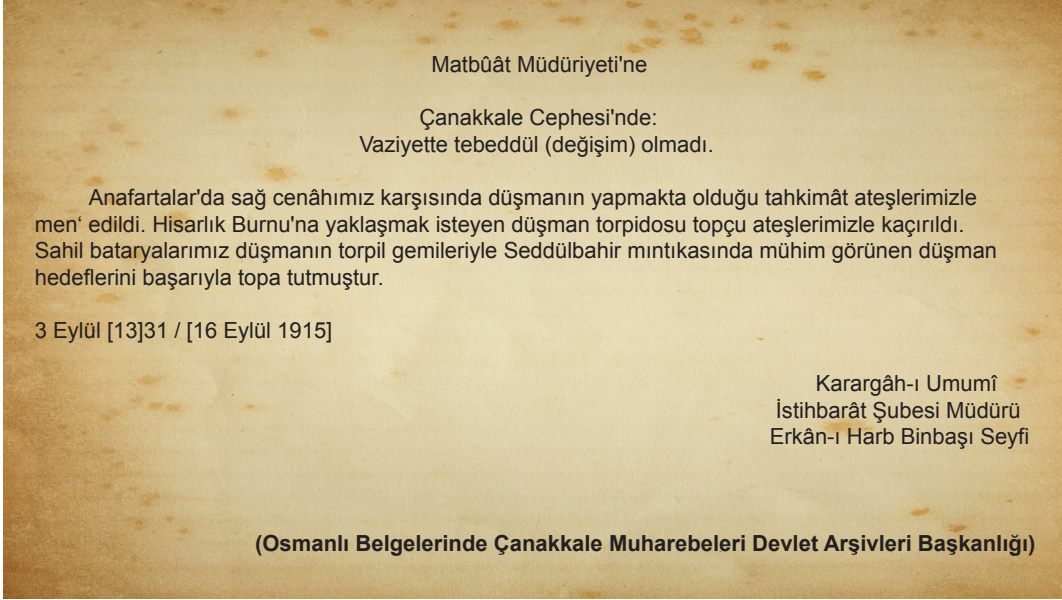 Matbûât Müdüriyeti'ne
Çanakkale Cephesi'nde:
Vaziyette tebeddül (değişim) olmadı.
Anafartalar'da sağ cenâhımız karşısında düşmanın yapmakta olduğu tahkimât ateşlerimizle
men‘ edildi. Hisarlık Burnu'na yaklaşmak isteyen düşman torpidosu topçu ateşlerimizle kaçırıldı.
Sahil bataryalarımız düşmanın torpil gemileriyle Seddülbahir mıntıkasında mühim görünen düşman
hedeflerini başarıyla topa tutmuştur.
3 Eylül [13]31 / [16 Eylül 1915]
Karargâh-ı Umumî
İstihbarât Şubesi Müdürü
Erkân-ı Harb Binbaşı Seyfi
(Osmanlı Belgelerinde Çanakkale Muharebeleri Devlet Arşivleri Başkanlığı)